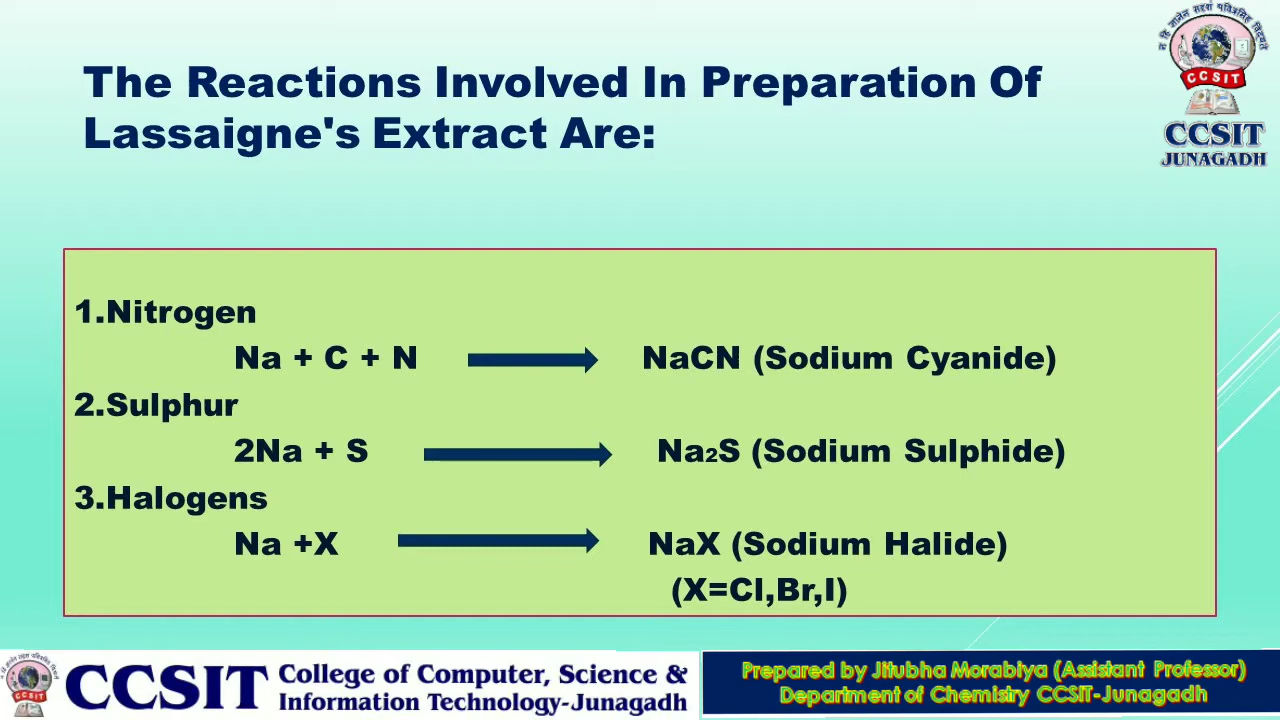 The Reactions Involved In Preparation Of
Lassaigne's Extract Are:
CCSIT
CCSIT
JUNAGADH
1.Nitrogen
Na + C + N NaCN (Sodium Cyanide)
2.Sulphur
2Na + S Na₂S (Sodium Sulphide)
3.Halogens
Na +X NaX (Sodium Halide)
(X=Cl,Br,I)
CCSIT
CCSIT
College of Computer, Science &
Information Technology-Junagadh
Prepared by Jitubha Morabiya (Assistant Professor)
Department of Chemistry CCSIT-Junagadh